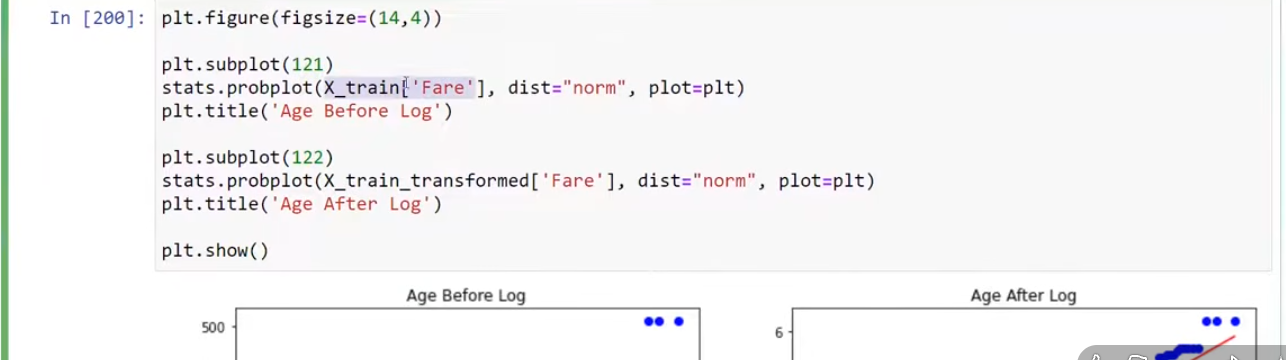 In [200]: plt.figure(figsize=(14,4))
plt.subplot(121)
stats.probplot(X_train['Fare'], dist="norm", plot=plt)
plt.title('Age Before Log')
plt.subplot(122)
stats.probplot(X_train_transformed['Fare'], dist="norm", plot=plt)
plt.title('Age After Log')
plt.show()
Age Before Log
Age After Log
500
6